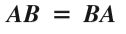 AB = BA